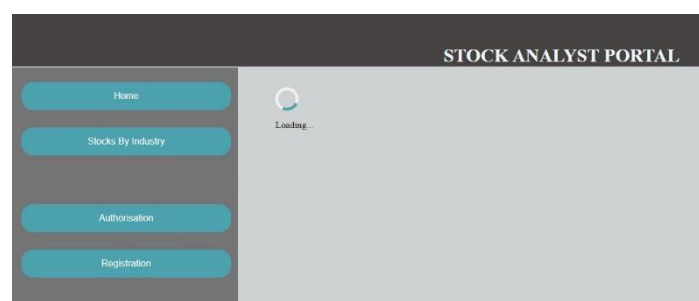 STOCK ANALYST PORTAL
Home
Stocks By Industry
Authorisation
Registration
Loading...